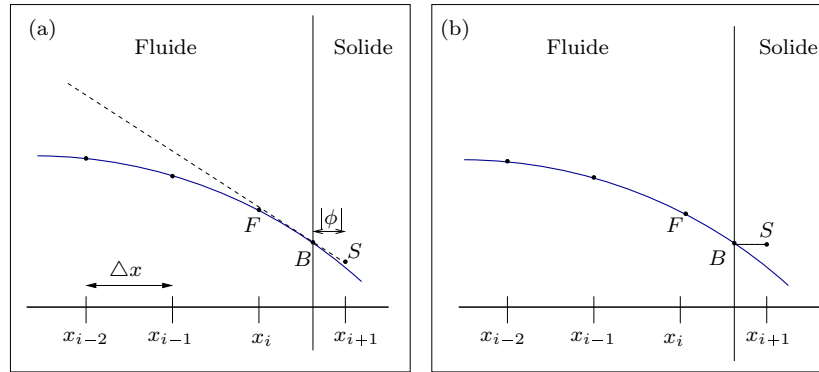 (a)
Fluide
Solide
F
|ϕ|
B
S
△x
x_{i−2}
x_{i−1}
x_i
x_{i+1}
(b)
Fluide
Solide
F
B
S
x_{i−2}
x_{i−1}
x_i
x_{i+1}